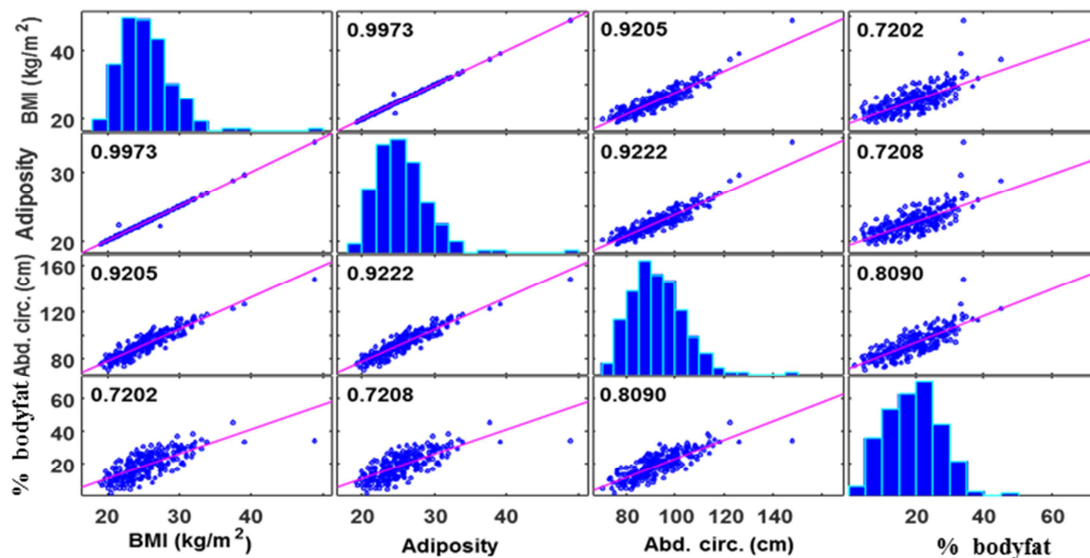 BMI (kg/m²)
40
20
0.9973
0.9205
0.7202
Adiposity
30
20
0.9973
0.9222
0.7208
Abd. circ. (cm)
160
120
80
0.9205
0.9222
0.8090
% bodyfat
60
40
20
0.7202
0.7208
0.8090
20 30 40
20 30 40
80 100 140
20 40 60
BMI (kg/m²)
Adiposity
Abd. circ. (cm)
% bodyfat